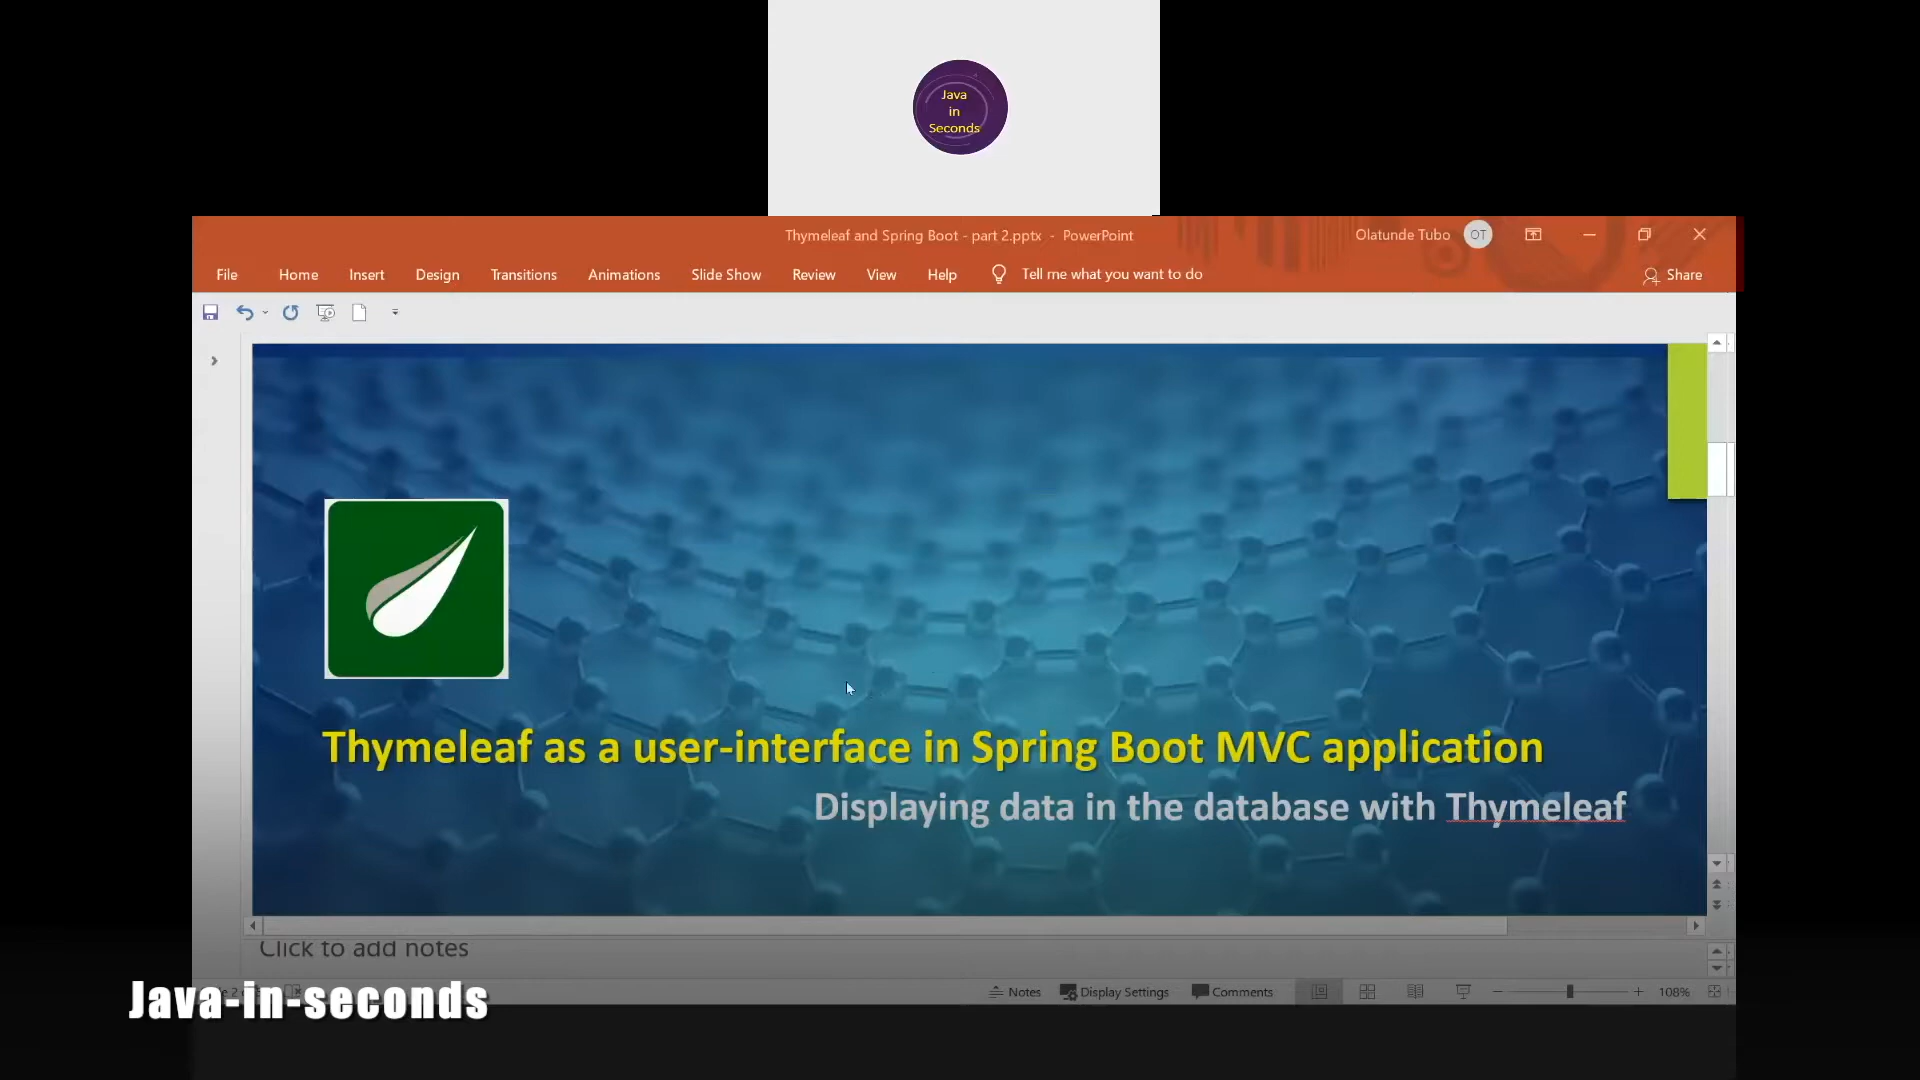 Java
in
Seconds
Thymeleaf and Spring Boot - part 2.pptx - PowerPoint
Olatunde Tubo OT
File Home Insert Design Transitions Animations Slide Show Review View Help Tell me what you want to do Share
Thymeleaf as a user-interface in Spring Boot MVC application
Displaying data in the database with Thymeleaf
Click to add notes
Notes Display Settings Comments 108%
Java-in-seconds